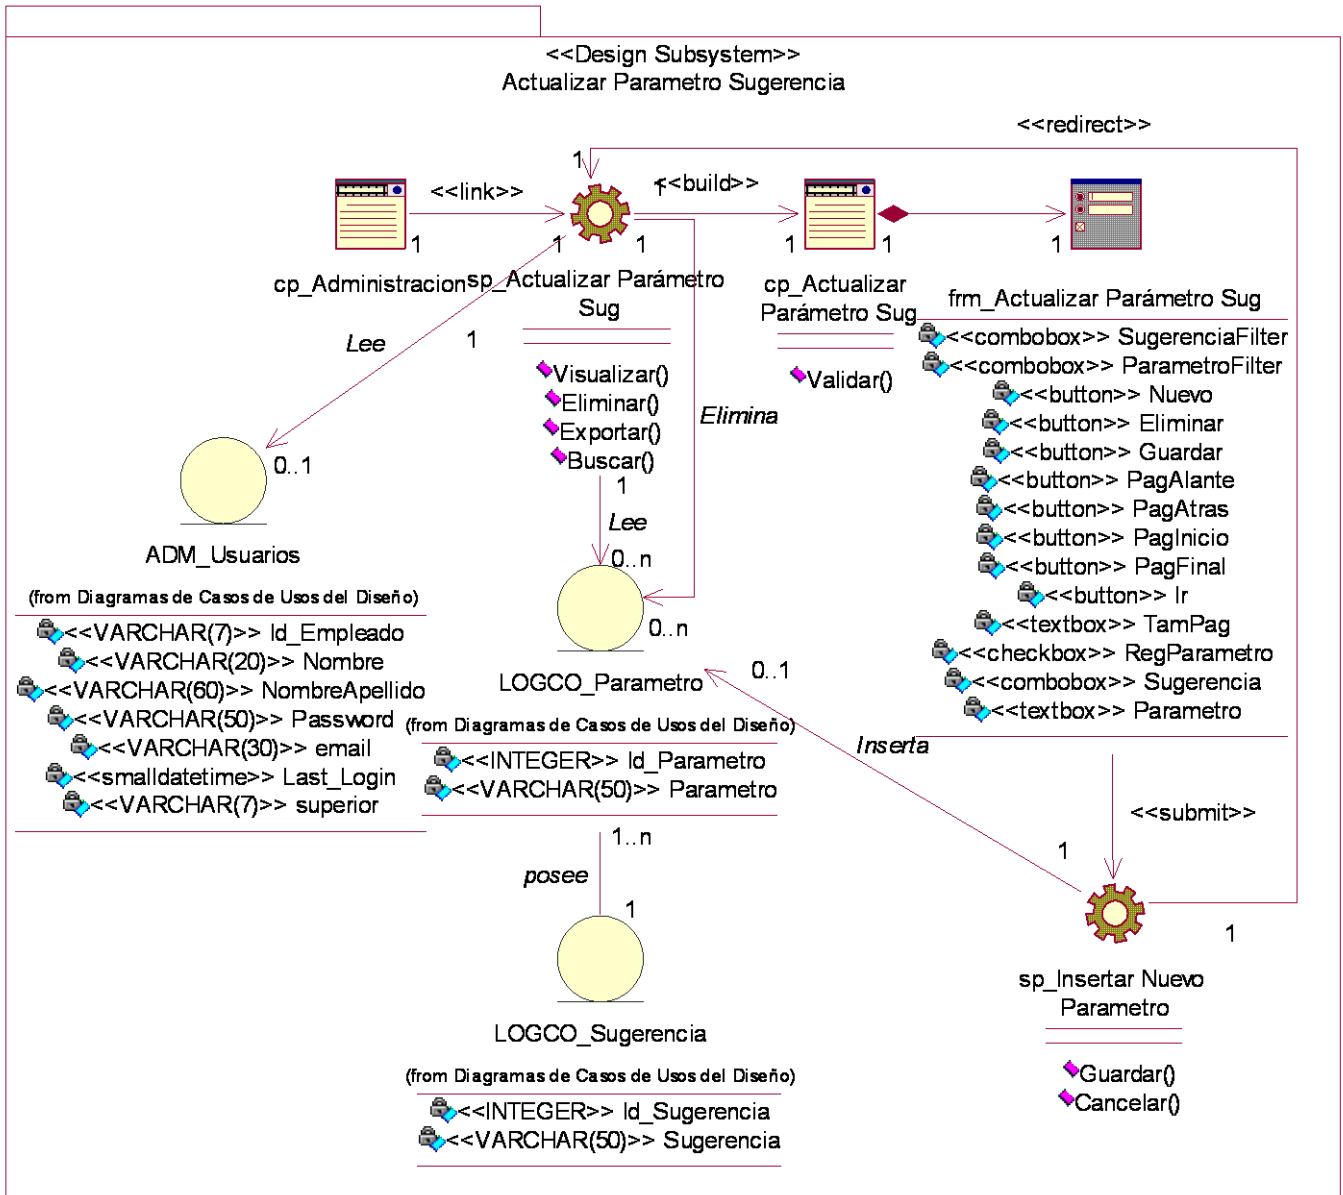 <<Design Subsystem>>
Actualizar Parametro Sugerencia
<<redirect>>
1
<<link>>
1
<<build>>
1
1
1
1
1
1
cp_Administracion
sp_Actualizar Parámetro
Sug
Visualizar()
Eliminar()
Exportar()
Buscar()
cp_Actualizar
Parámetro Sug
Validar()
frm_Actualizar Parámetro Sug
<<combobox>> SugerenciaFilter
<<combobox>> ParametroFilter
<<button>> Nuevo
<<button>> Eliminar
<<button>> Guardar
<<button>> PagAlante
<<button>> PagAtras
<<button>> PagInicio
<<button>> PagFinal
<<button>> Ir
<<textbox>> TamPag
<<checkbox>> RegParametro
<<combobox>> Sugerencia
<<textbox>> Parametro
Lee
1
Elimina
0..1
1
Lee
0..n
0..n
ADM_Usuarios
(from Diagramas de Casos de Usos del Diseño)
<<VARCHAR(7)>> Id_Empleado
<<VARCHAR(20)>> Nombre
<<VARCHAR(60)>> NombreApellido
<<VARCHAR(50)>> Password
<<VARCHAR(30)>> email
<<smalldatetime>> Last_Login
<<VARCHAR(7)>> superior
LOGCO_Parametro
(from Diagramas de Casos de Usos del Diseño)
<<INTEGER>> Id_Parametro
<<VARCHAR(50)>> Parametro
0..1
Inserta
1
<<submit>>
1..n
posee
1
1
LOGCO_Sugerencia
(from Diagramas de Casos de Usos del Diseño)
<<INTEGER>> Id_Sugerencia
<<VARCHAR(50)>> Sugerencia
sp_Insertar Nuevo
Parametro
Guardar()
Cancelar()